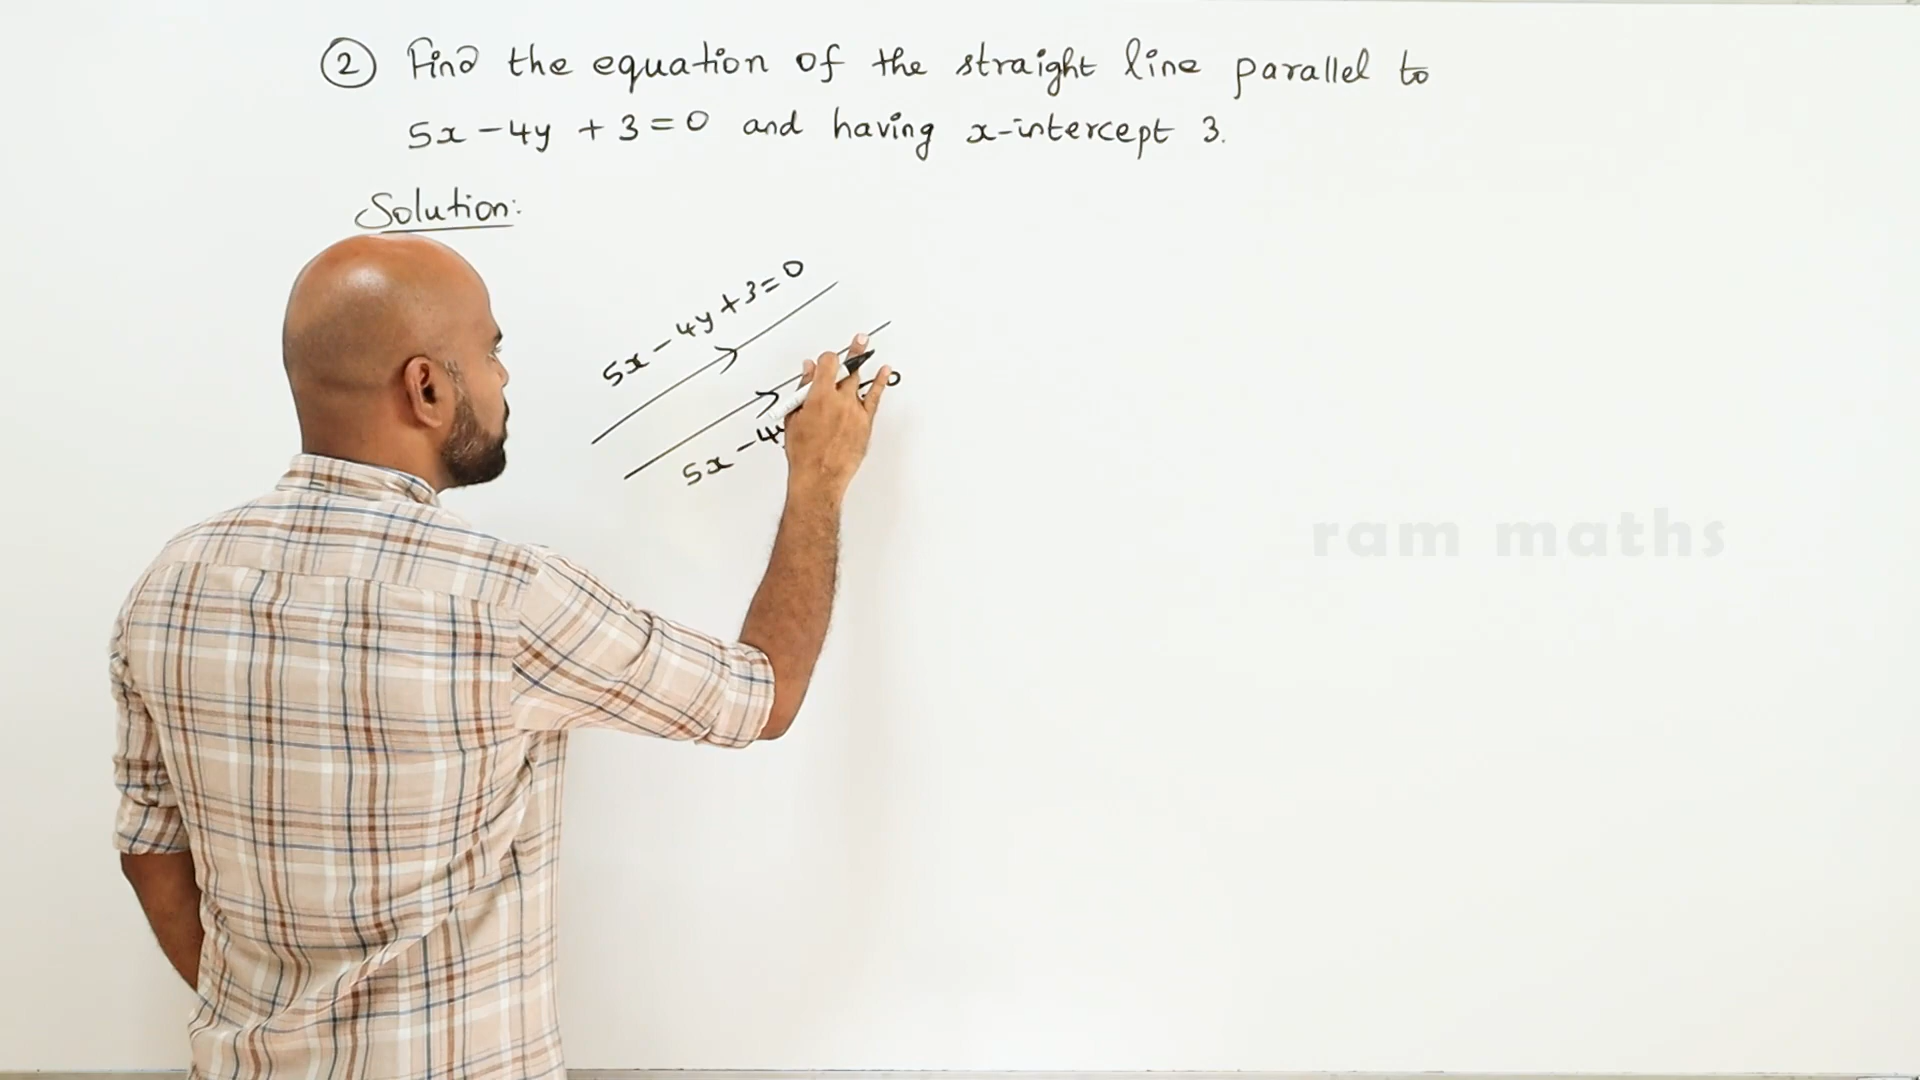 ② Find the equation of the straight line parallel to
5x - 4y + 3 = 0 and having x-intercept 3.
Solution:
5x - 4y + 3 = 0
5x - 4y
ram maths